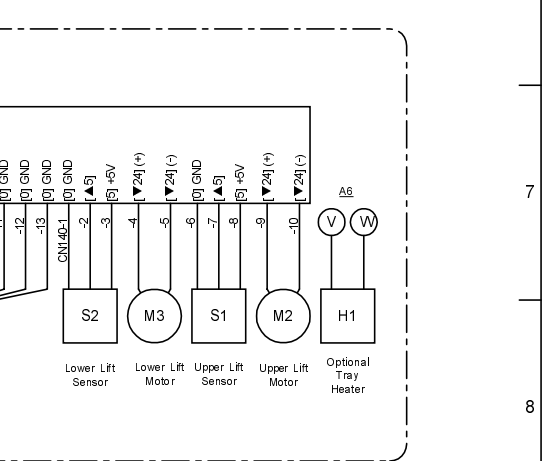 [0] GND
[0] GND
[0] GND
[0] GND
[▲5]
[5] +5V
[▼24] (+)
[▼24] (-)
[0] GND
[▲5]
[5] +5V
[▼24] (+)
[▼24] (-)
-12
-13
CN140-1
-2
-3
-4
-5
-6
-7
-8
-9
-10
A6
V
W
7
S2
M3
S1
M2
H1
Lower Lift
Sensor
Lower Lift
Motor
Upper Lift
Sensor
Upper Lift
Motor
Optional
Tray
Heater
8